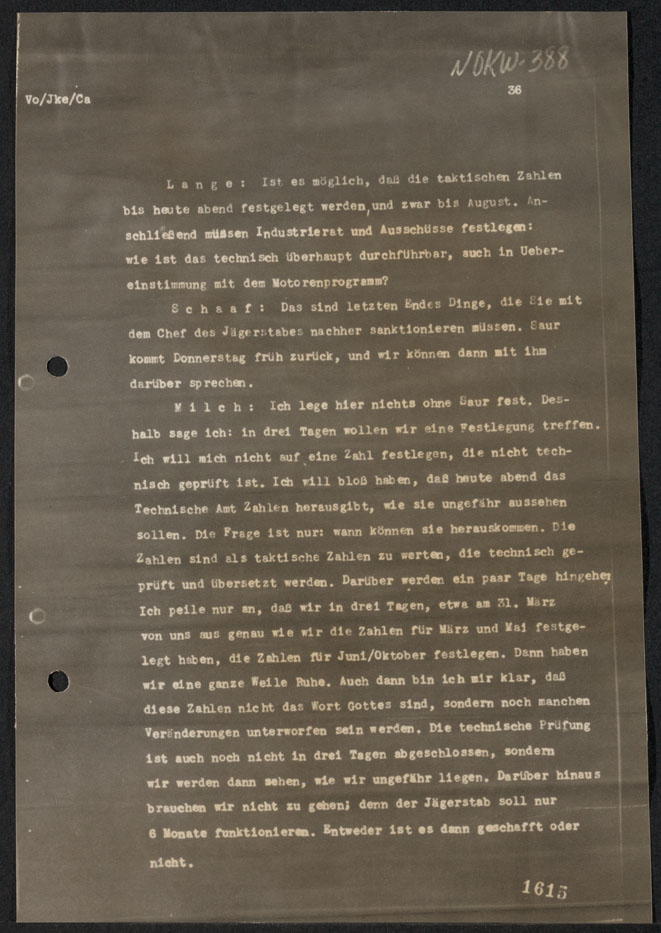 NOKW-388
Vo/Jke/Ca
36
Lange: Ist es möglich, daß die taktischen Zahlen
bis heute abend festgelegt werden, und zwar bis August. An-
schließend müssen Industrierat und Ausschüsse festlegen:
wie ist das technisch überhaupt durchführbar, auch in Ueber-
einstimmung mit dem Motorenprogramm?
Schaaf: Das sind letzten Endes Dinge, die Sie mit
dem Chef des Jägerstabes nachher sanktionieren müssen. Saur
kommt Donnerstag früh zurück, und wir können dann mit ihm
darüber sprechen.
Milch: Ich lege hier nichts ohne Saur fest. Des-
halb sage ich: in drei Tagen wollen wir eine Festlegung treffen.
Ich will mich nicht auf eine Zahl festlegen, die nicht tech-
nisch geprüft ist. Ich will bloß haben, daß heute abend das
Technische Amt Zahlen herausgibt, wie sie ungefähr aussehen
sollen. Die Frage ist nur: wann können sie herauskommen. Die
Zahlen sind als taktische Zahlen zu werten, die technisch ge-
prüft und übersetzt werden. Darüber werden ein paar Tage hingehen
Ich peile nur an, daß wir in drei Tagen, etwa am 31. März
von uns aus genau wie wir die Zahlen für März und Mai festge-
legt haben, die Zahlen für Juni/Oktober festlegen. Dann haben
wir eine ganze Weile Ruhe. Auch dann bin ich mir klar, daß
diese Zahlen nicht das Wort Gottes sind, sondern noch manchen
Veränderungen unterworfen sein werden. Die technische Prüfung
ist auch noch nicht in drei Tagen abgeschlossen, sondern
wir werden dann sehen, wie wir ungefähr liegen. Darüber hinaus
brauchen wir nicht zu gehen; denn der Jägerstab soll nur
6 Monate funktionieren. Entweder ist es dann geschafft oder
nicht.
1615